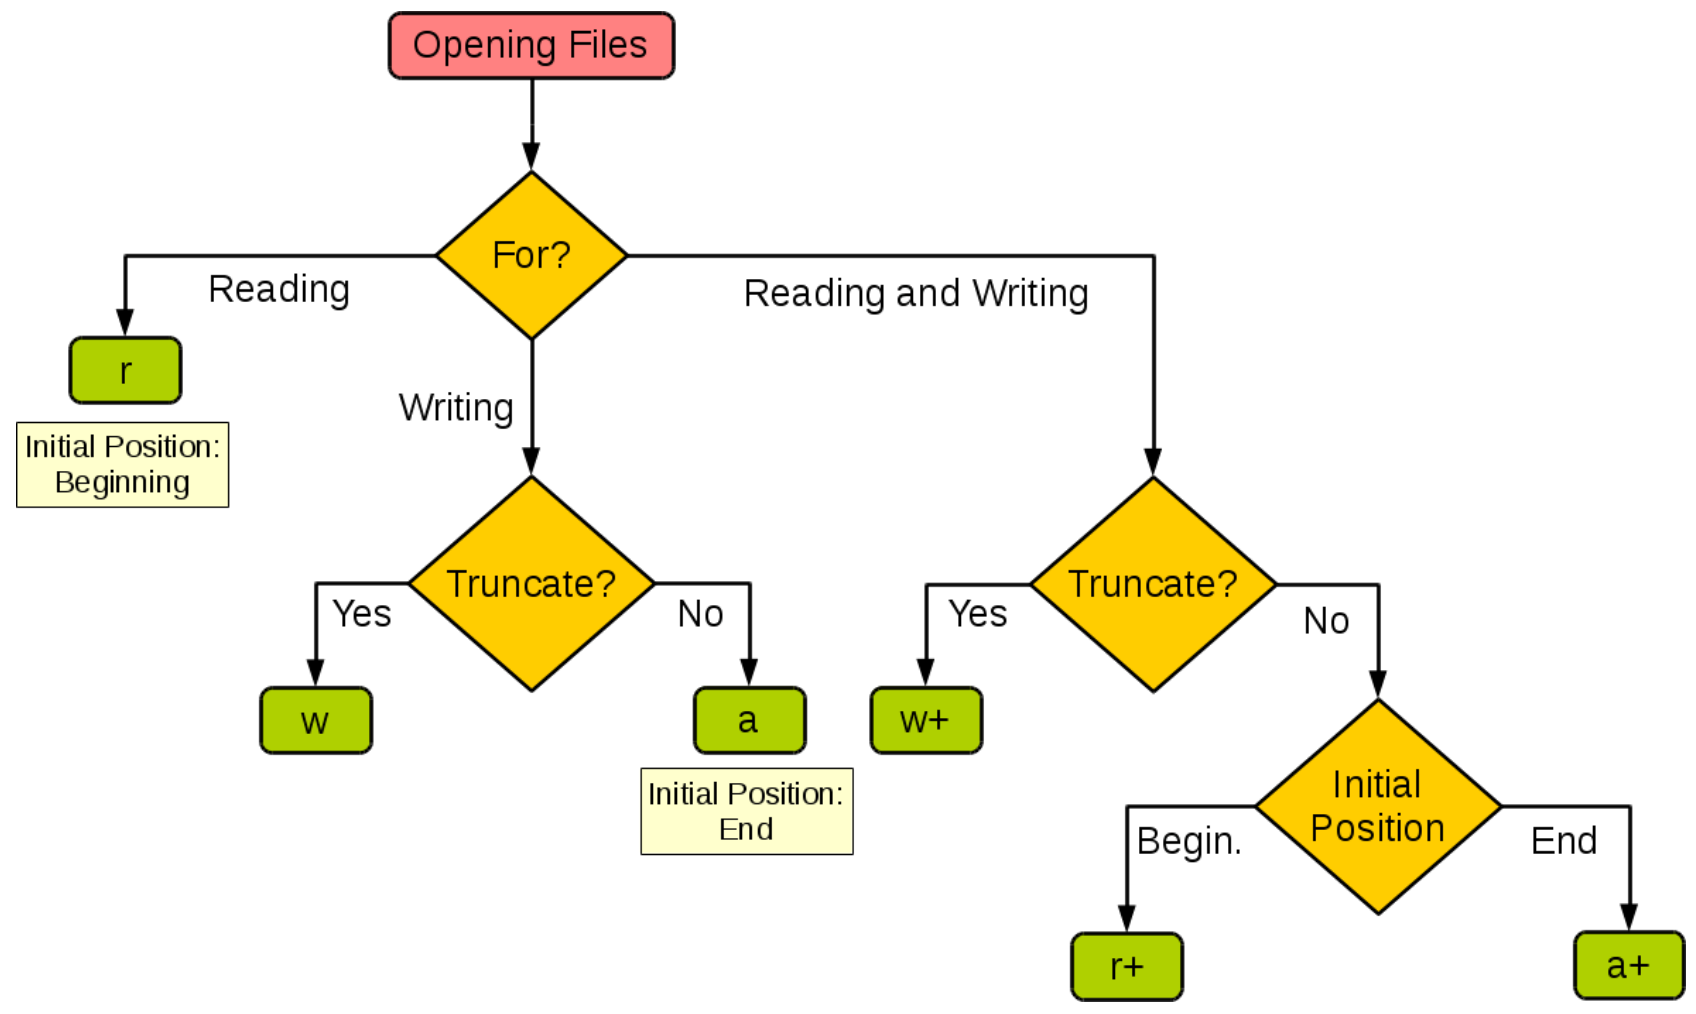 Opening Files
For?
Reading
Reading and Writing
r
Initial Position:
Beginning
Writing
Truncate?
Yes
No
w
a
Initial Position:
End
Truncate?
Yes
No
w+
Initial
Position
Begin.
End
r+
a+